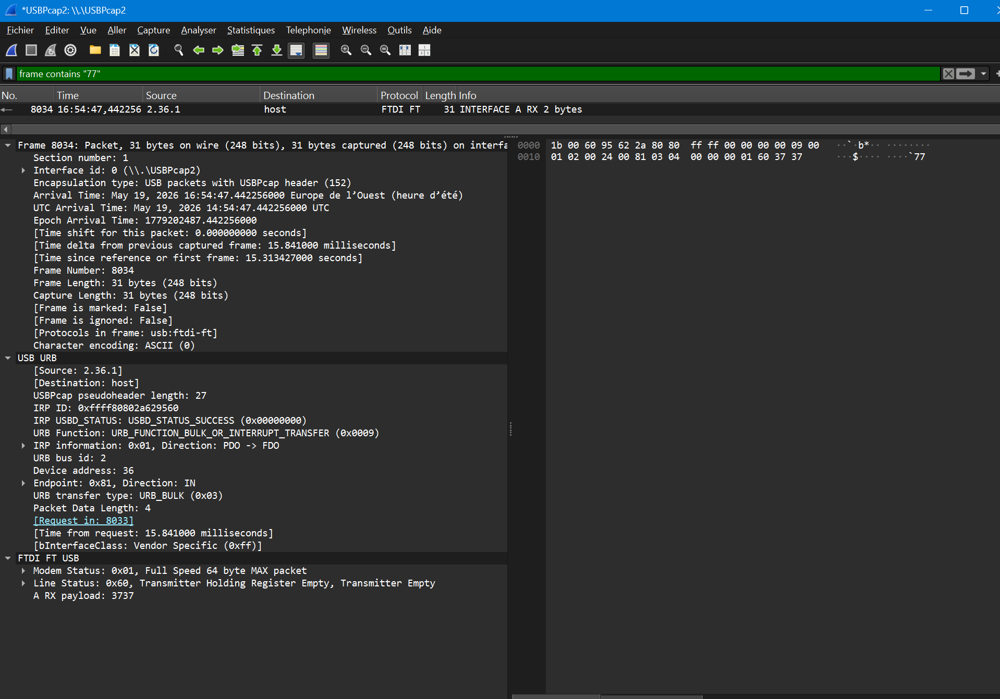 *USBPcap2: \\.\USBPcap2
Fichier Editer Vue Aller Capture Analyser Statistiques Telephonie Wireless Outils Aide
frame contains "77"
No. Time Source Destination Protocol Length Info
8034 16:54:47,442256 2.36.1 host FTDI FT 31 INTERFACE A RX 2 bytes
Frame 8034: Packet, 31 bytes on wire (248 bits), 31 bytes captured (248 bits) on interfa
Section number: 1
Interface id: 0 (\\.\USBPcap2)
Encapsulation type: USB packets with USBPcap header (152)
Arrival Time: May 19, 2026 16:54:47.442256000 Europe de l’Ouest (heure d’été)
UTC Arrival Time: May 19, 2026 14:54:47.442256000 UTC
Epoch Arrival Time: 1779202487.442256000
[Time shift for this packet: 0.000000000 seconds]
[Time delta from previous captured frame: 15.841000 milliseconds]
[Time since reference or first frame: 15.313427000 seconds]
Frame Number: 8034
Frame Length: 31 bytes (248 bits)
Capture Length: 31 bytes (248 bits)
[Frame is marked: False]
[Frame is ignored: False]
[Protocols in frame: usb:ftdi-ft]
Character encoding: ASCII (0)
USB URB
[Source: 2.36.1]
[Destination: host]
USBPcap pseudoheader length: 27
IRP ID: 0xffff80802a629560
IRP USBD_STATUS: USBD_STATUS_SUCCESS (0x00000000)
URB Function: URB_FUNCTION_BULK_OR_INTERRUPT_TRANSFER (0x0009)
IRP information: 0x01, Direction: PDO -> FDO
URB bus id: 2
Device address: 36
Endpoint: 0x81, Direction: IN
URB transfer type: URB_BULK (0x03)
Packet Data Length: 4
[Request in: 8033]
[Time from request: 15.841000 milliseconds]
[bInterfaceClass: Vendor Specific (0xff)]
FTDI FT USB
Modem Status: 0x01, Full Speed 64 byte MAX packet
Line Status: 0x60, Transmitter Holding Register Empty, Transmitter Empty
A RX payload: 3737
0000 1b 00 60 95 62 2a 80 80 ff ff 00 00 00 00 09 00 ··`·b*·· ········
0010 01 02 00 24 00 81 03 04 00 00 00 01 60 37 37 ···$···· ····`77